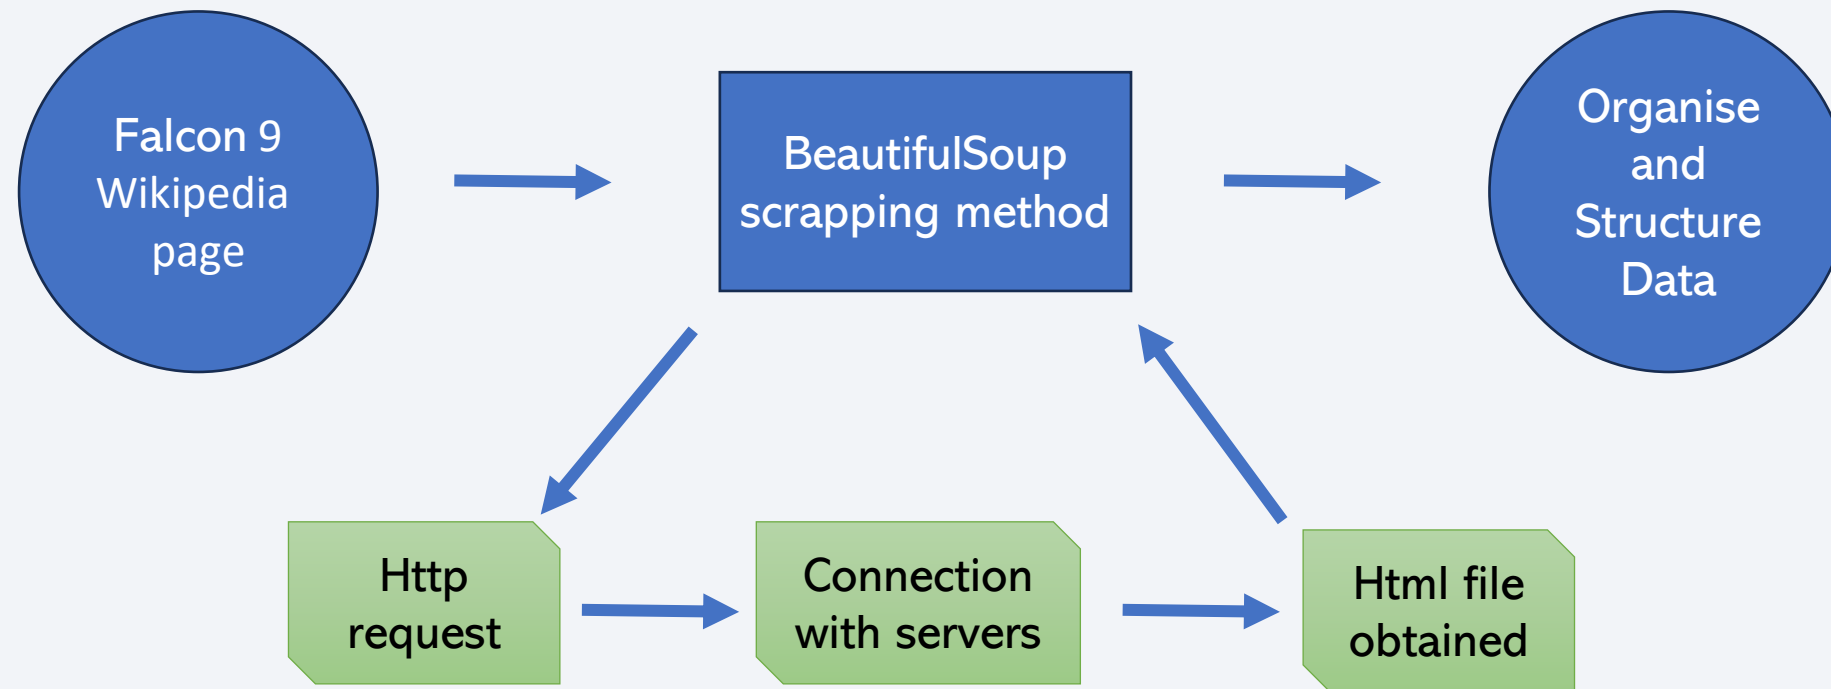 Falcon 9
Wikipedia
page
BeautifulSoup
scrapping method
Organise
and
Structure
Data
Http
request
Connection
with servers
Html file
obtained